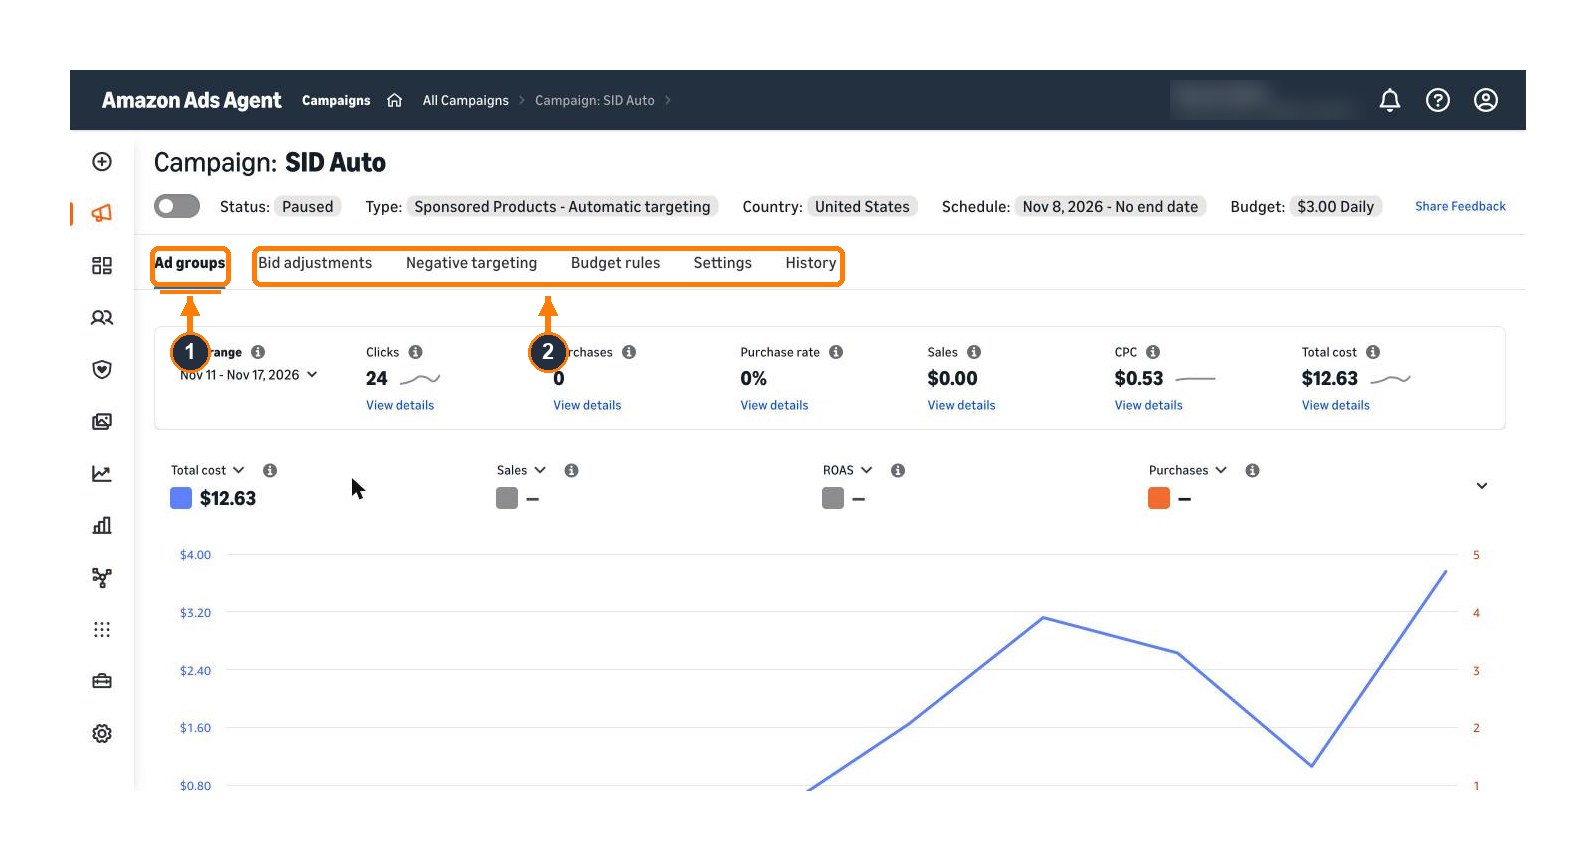 Amazon Ads Agent Campaigns All Campaigns > Campaign: SID Auto >
Campaign: SID Auto
Status: Paused Type: Sponsored Products - Automatic targeting Country: United States Schedule: Nov 8, 2026 - No end date Budget: $3.00 Daily Share Feedback
Ad groups Bid adjustments Negative targeting Budget rules Settings History
1 2
range Clicks rchases Purchase rate Sales CPC Total cost
Nov 11 - Nov 17, 2026 24 0 0% $0.00 $0.53 $12.63
View details View details View details View details View details View details
Total cost Sales ROAS Purchases
$12.63 – – –
$4.00 5
$3.20 4
$2.40 3
$1.60 2
$0.80 1